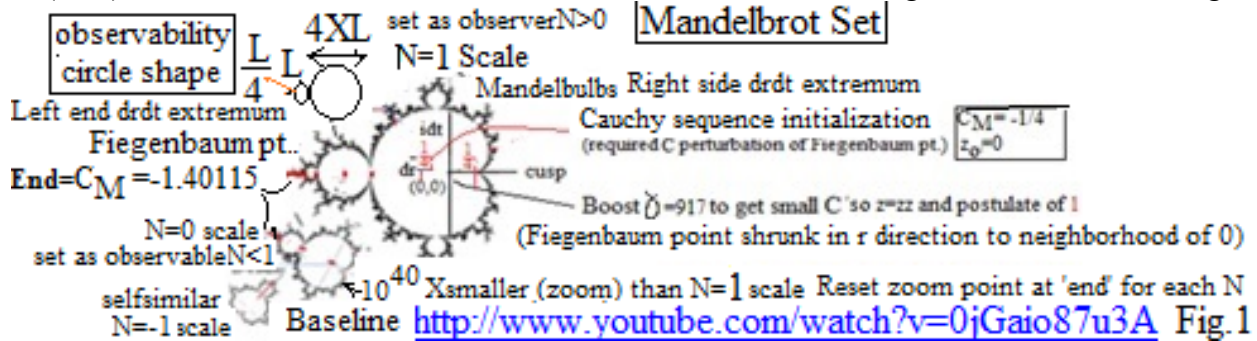 observability
circle shape
L
4
L
4XL
set as observerN>0
Mandelbrot Set
N=1 Scale
Mandelbulbs Right side drdt extremum
Left end drdt extremum
Cauchy sequence initialization
(required C perturbation of Fiegenbaum pt.)
CM= -1/4
zo=0
Fiegenbaum pt..
idt
dr
(0,0)
cusp
End=CM =-1.40115
Boost =917 to get small C so z=zz and postulate of 1
(Fiegenbaum point shrunk in r direction to neighborhood of 0)
N=0 scale
set as observableN<1
10^40 Xsmaller (zoom) than N=1 scale Reset zoom point at 'end' for each N
selfsimilar
N=-1 scale
Baseline http://www.youtube.com/watch?v=0jGaio87u3A Fig.1